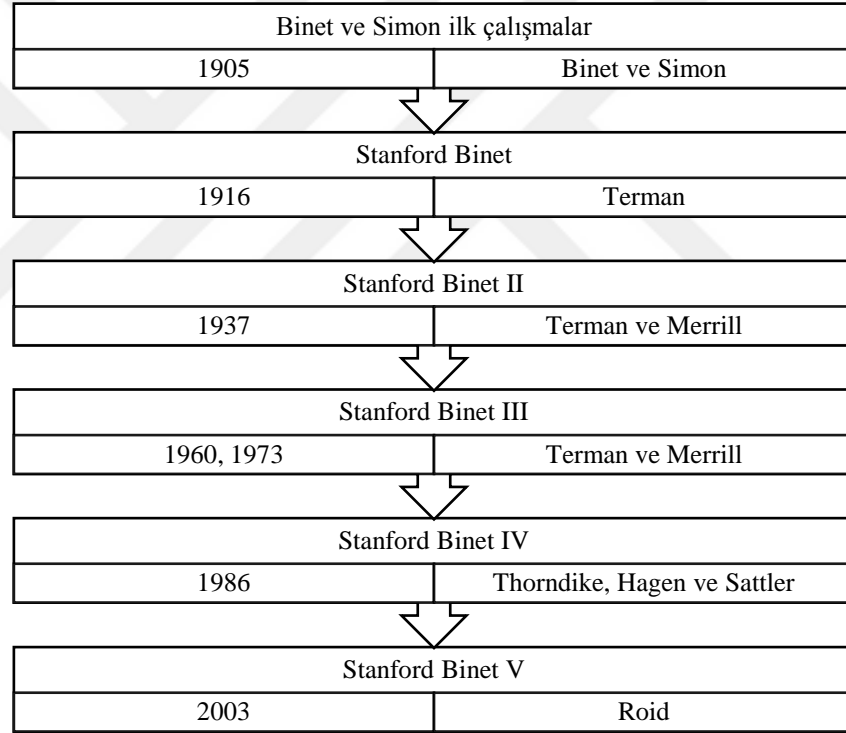 Binet ve Simon ilk çalışmalar
1905 Binet ve Simon
Stanford Binet
1916 Terman
Stanford Binet II
1937 Terman ve Merrill
Stanford Binet III
1960, 1973 Terman ve Merrill
Stanford Binet IV
1986 Thorndike, Hagen ve Sattler
Stanford Binet V
2003 Roid